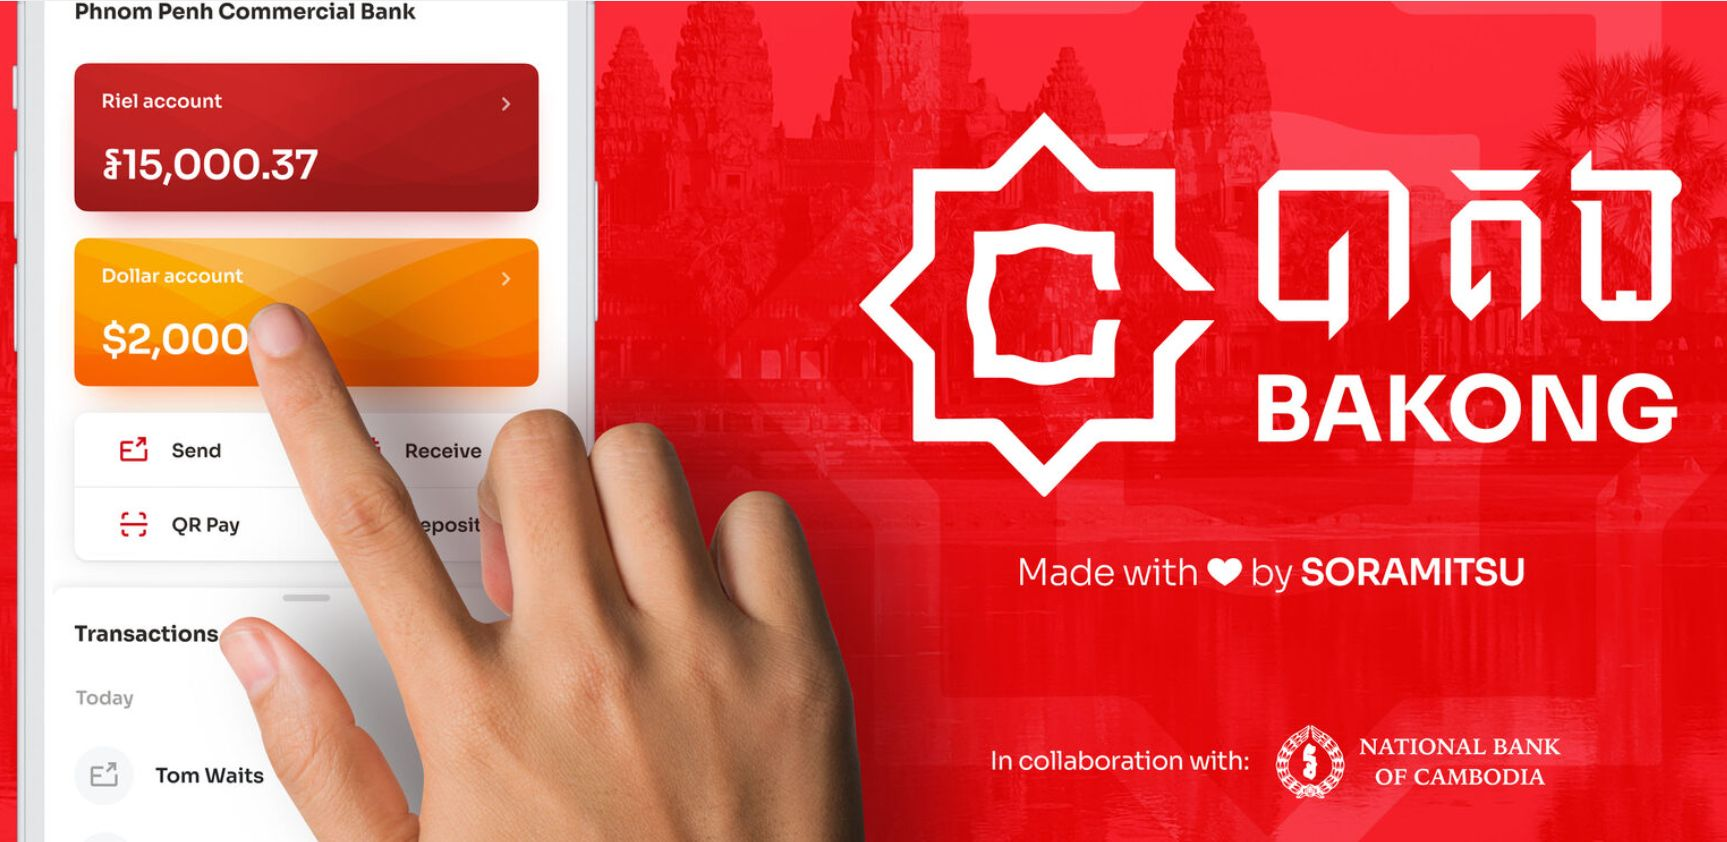 Phnom Penh Commercial Bank
Riel account
៛15,000.37
Dollar account
$2,000
Send
Receive
QR Pay
eposit
Transactions
Today
Tom Waits
បាគង
BAKONG
Made with ♥ by SORAMITSU
In collaboration with:
NATIONAL BANK
OF CAMBODIA